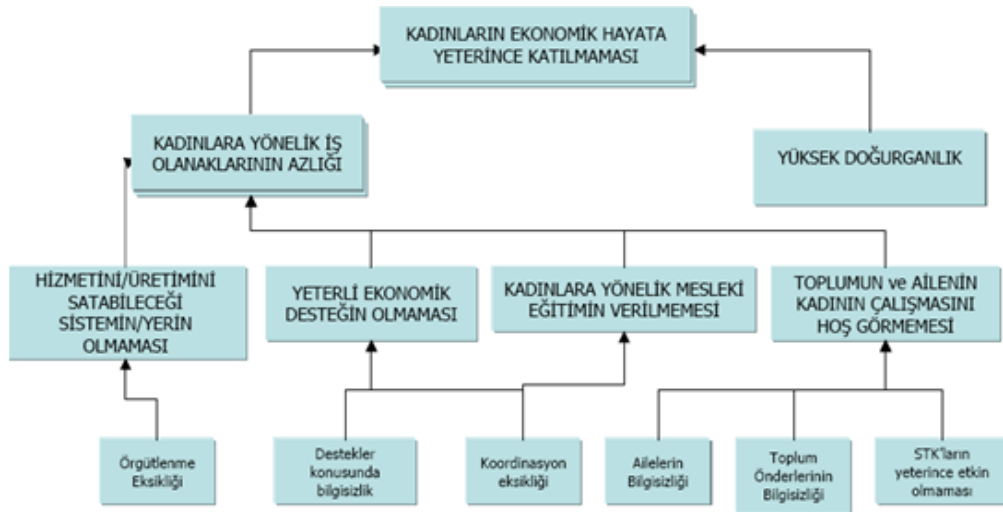 KADINLARIN EKONOMİK HAYATA
YETERİNCE KATILMAMASI
KADINLARA YÖNELİK İŞ
OLANAKLARININ AZLIĞI
YÜKSEK DOĞURGANLIK
HİZMETİNİ/ÜRETİMİNİ
SATABİLECEĞİ
SİSTEMİN/YERİN
OLMAMASI
YETERLİ EKONOMİK
DESTEĞİN OLMAMASI
KADINLARA YÖNELİK MESLEKİ
EĞİTİMİN VERİLMEMESİ
TOPLUMUN ve AİLENİN
KADININ ÇALIŞMASINI
HOŞ GÖRMEMESİ
Örgütlenme
Eksikliği
Destekler
konusunda
bilgisizlik
Koordinasyon
eksikliği
Ailelerin
Bilgisizliği
Toplum
Önderlerinin
Bilgisizliği
STK'ların
yeterince etkin
olmaması